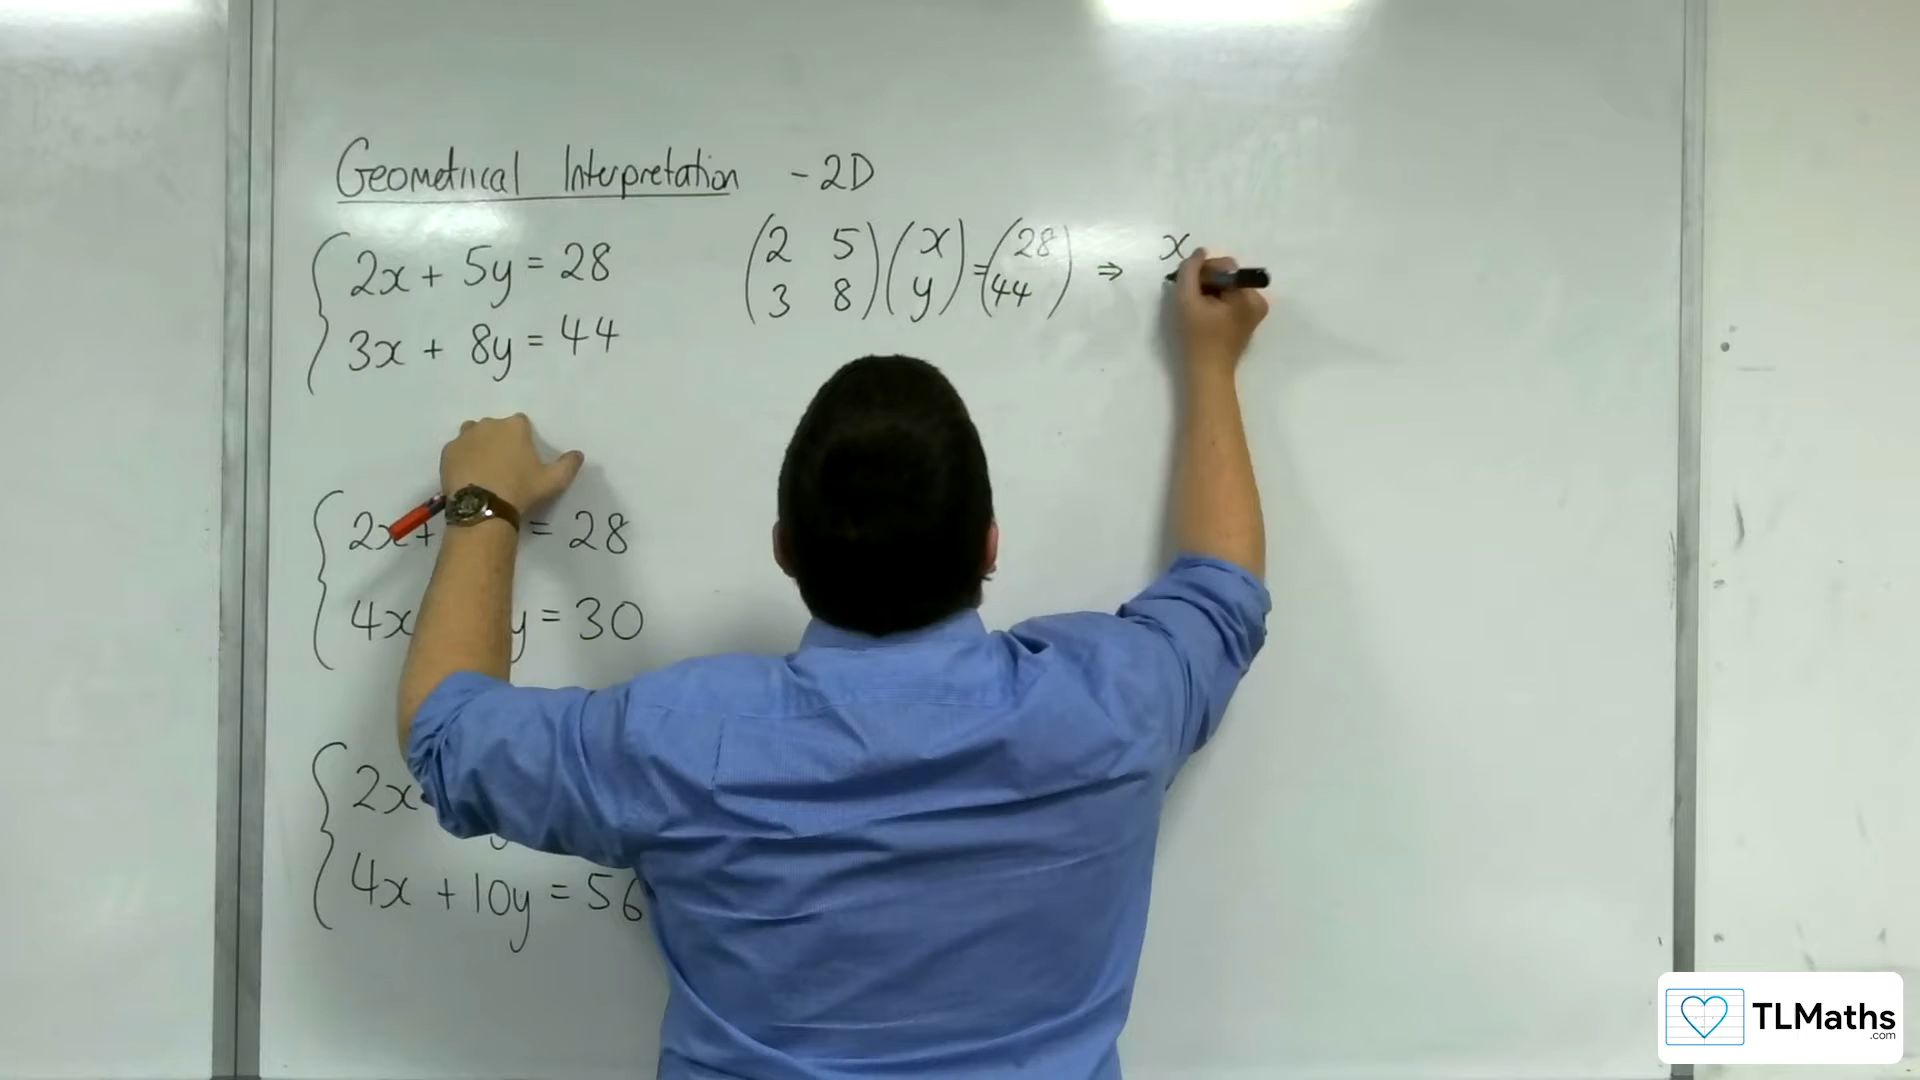 Geometrical Interpretation - 2D
2x + 5y = 28
3x + 8y = 44
(2 5) (x) = (28) ⇒ x
(3 8) (y) (44)
2x + = 28
4x y = 30
2x
4x + 10y = 56
TLMaths
.com